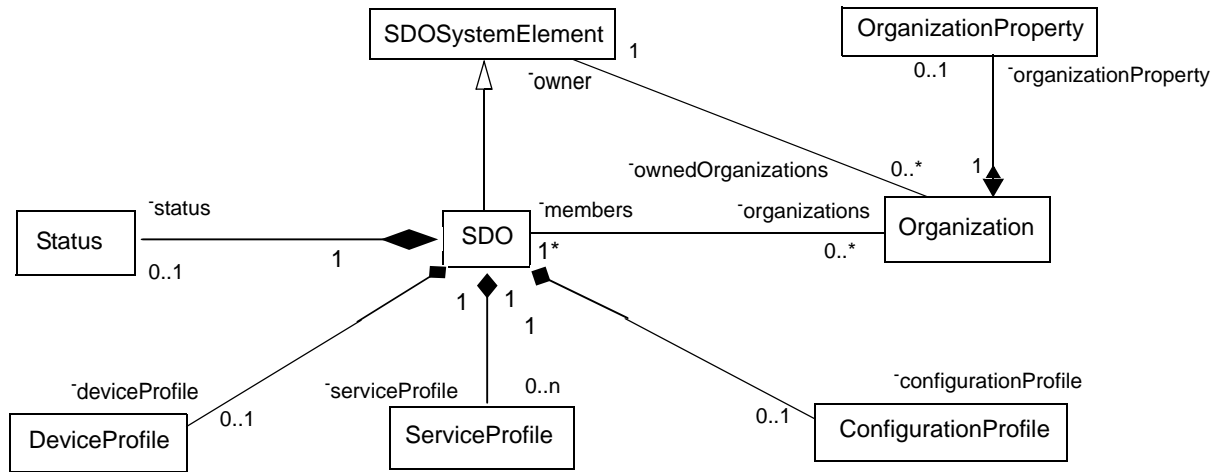 SDOSystemElement
OrganizationProperty
1
-owner
0..1
-organizationProperty
-ownedOrganizations
0..*
1
-status
-members
-organizations
Status
SDO
Organization
0..1
1
1*
0..*
1
1
1
-deviceProfile
-serviceProfile
0..n
-configurationProfile
0..1
0..1
DeviceProfile
ServiceProfile
ConfigurationProfile